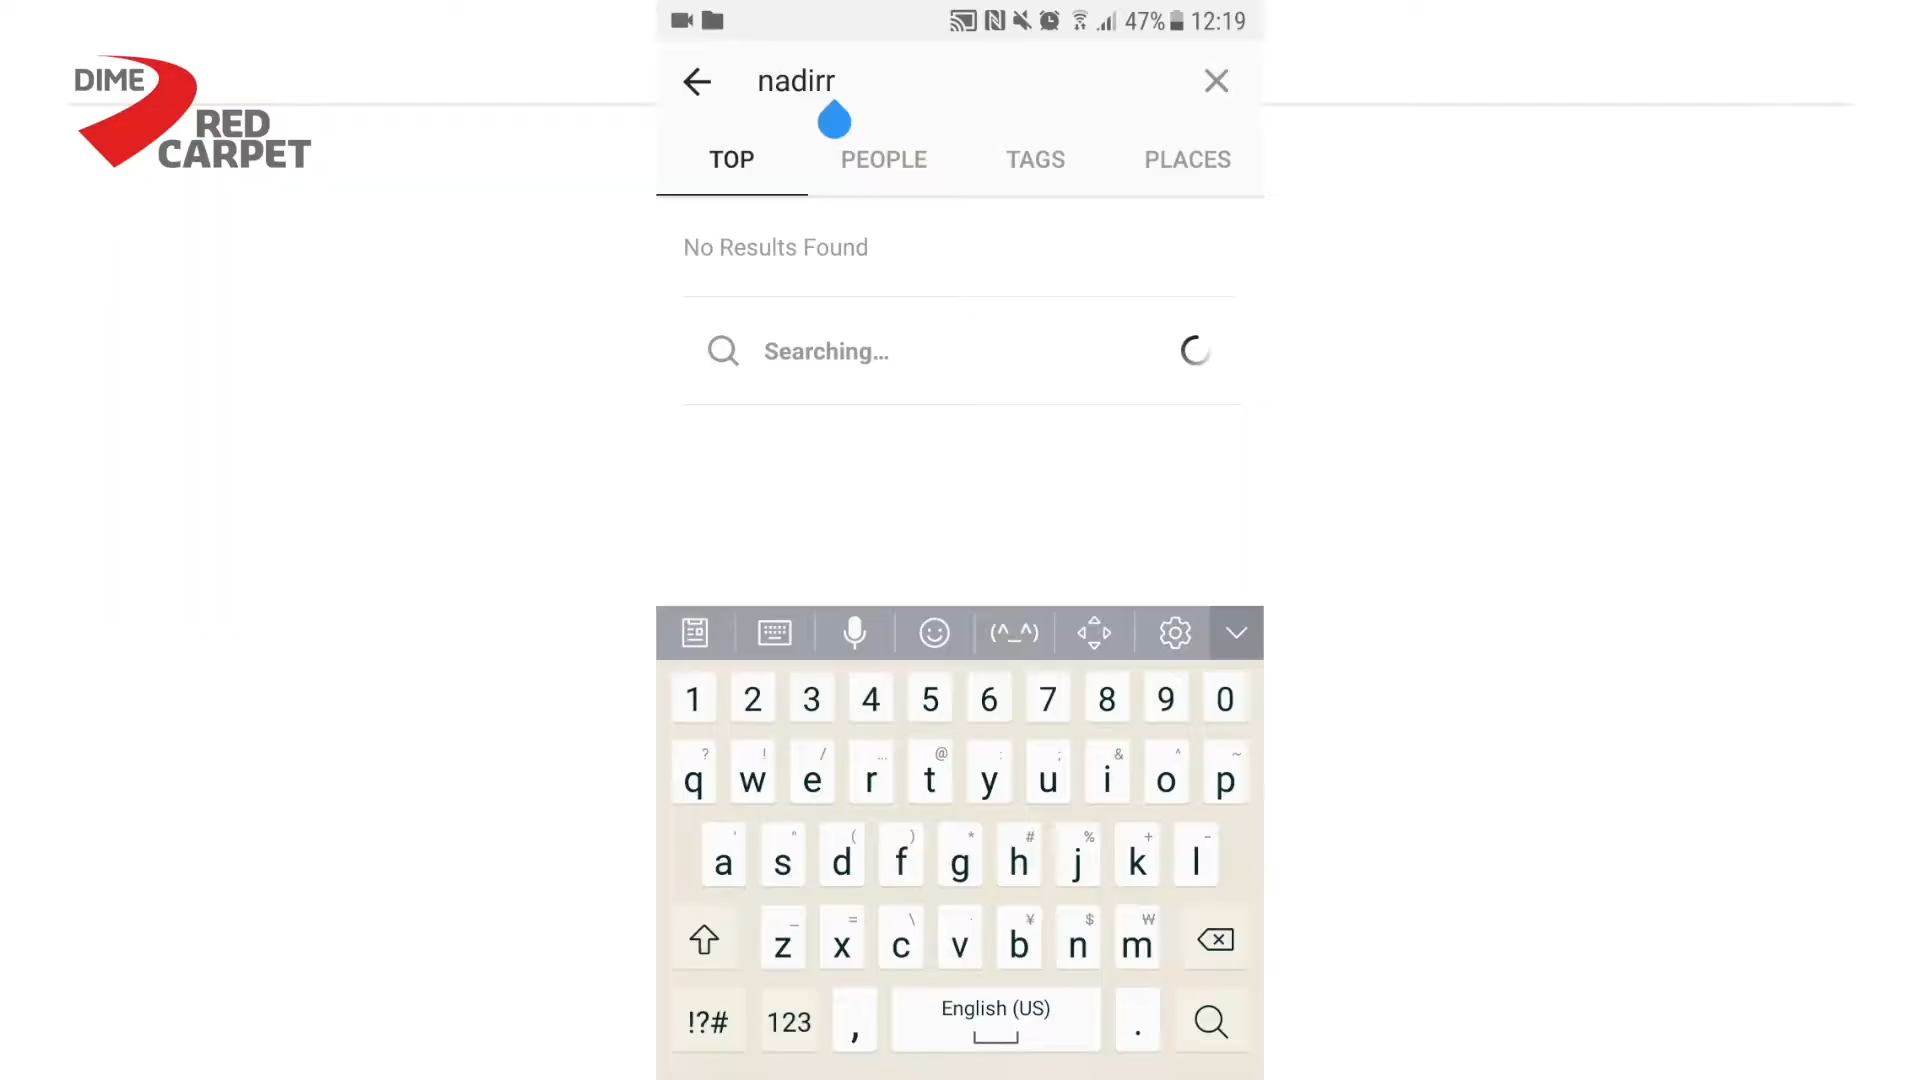 47% 12:19
DIME
RED
CARPET
nadirr
TOP PEOPLE TAGS PLACES
No Results Found
Searching...
(^_^)
1 2 3 4 5 6 7 8 9 0
? ! / ... @ : ; & ^ ~
q w e r t y u i o p
' " ( ) * # % + -
a s d f g h j k l
_ = \ · ¥ $ ₩
z x c v b n m
!?# 123 , English (US) .